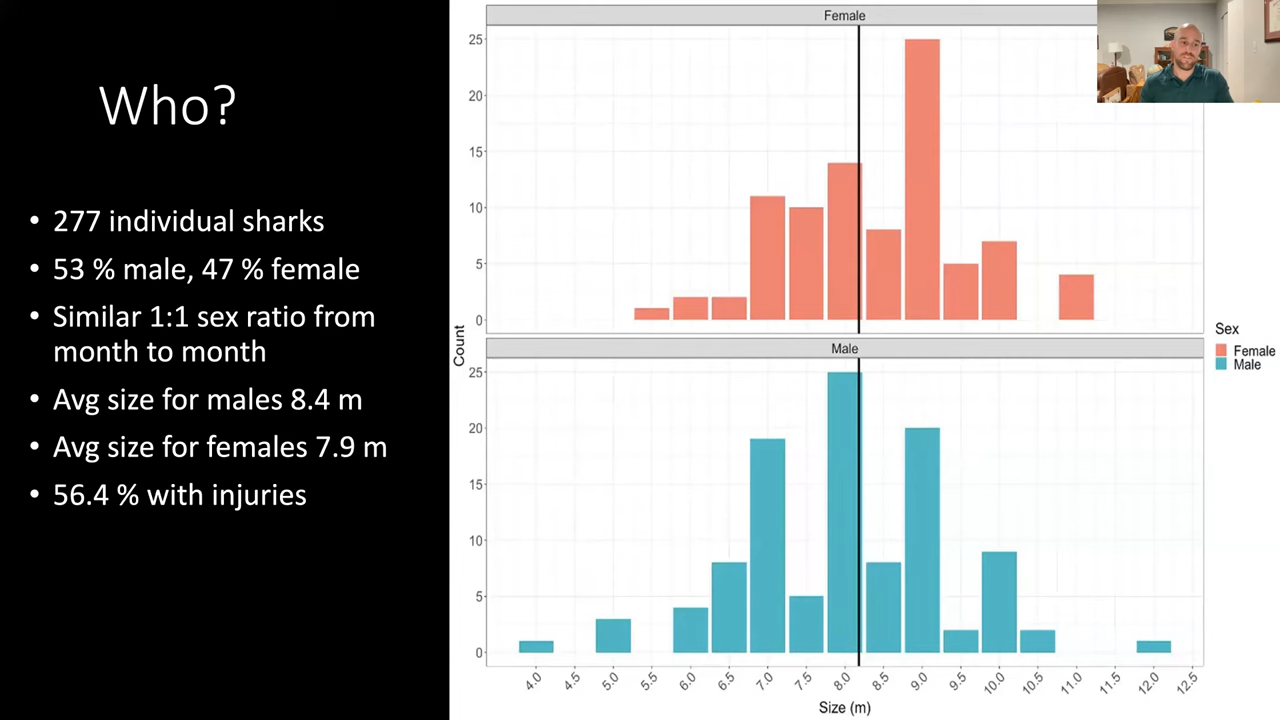 Who?
• 277 individual sharks
• 53 % male, 47 % female
• Similar 1:1 sex ratio from
month to month
• Avg size for males 8.4 m
• Avg size for females 7.9 m
• 56.4 % with injuries
Female
25
20
15
10
5
0
Count
Male
25
20
15
10
5
0
4.0 4.5 5.0 5.5 6.0 6.5 7.0 7.5 8.0 8.5 9.0 9.5 10.0 10.5 11.0 11.5 12.0 12.5
Size (m)
Sex
Female
Male